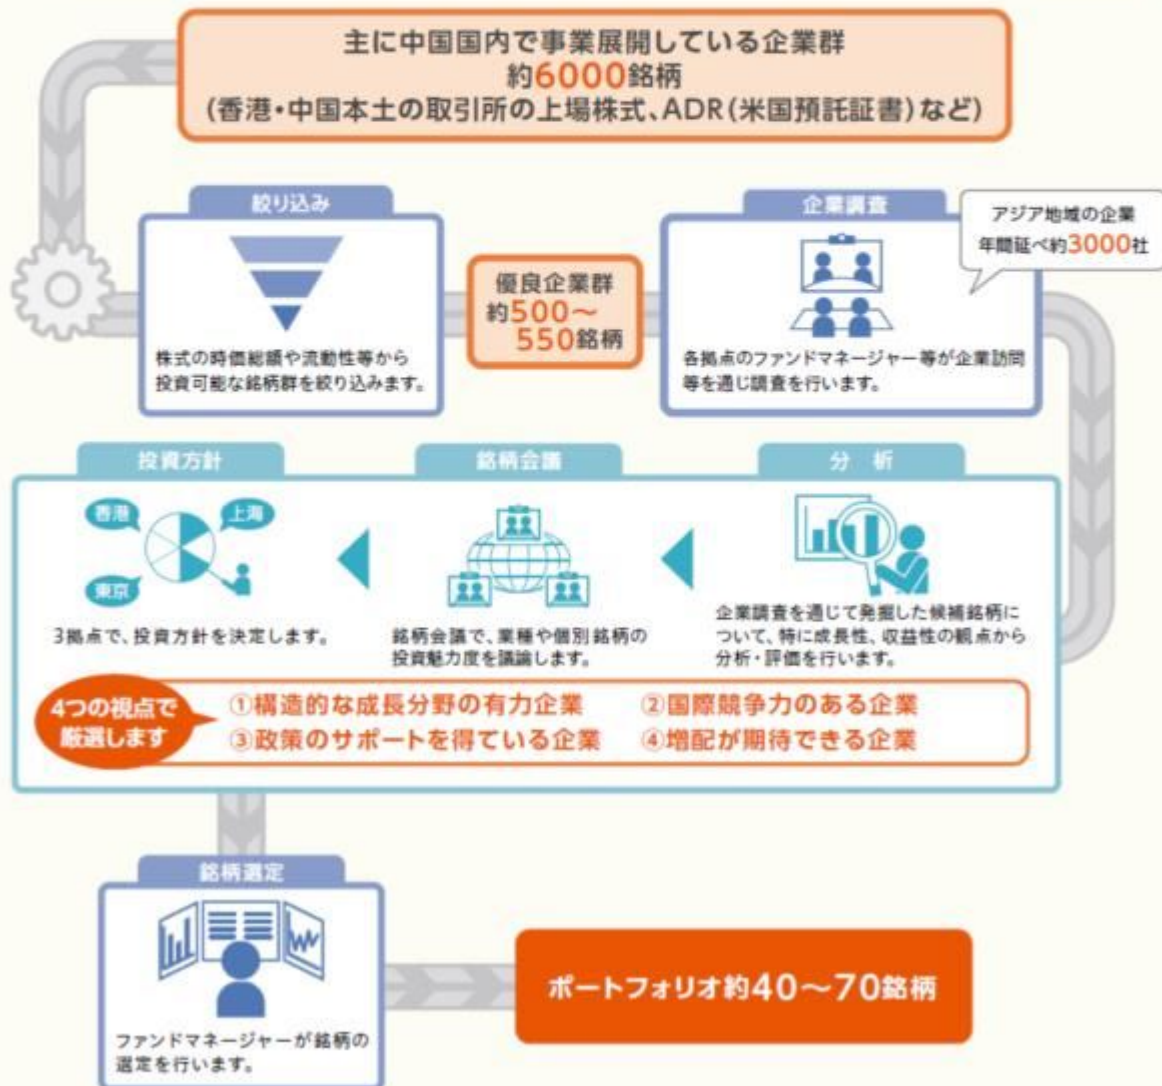 主に中国国内で事業展開している企業群
約6000銘柄
(香港・中国本土の取引所の上場株式、ADR(米国預託証書)など)
絞り込み
株式の時価総額や流動性等から
投資可能な銘柄群を絞り込みます。
優良企業群
約500〜
550銘柄
企業調査
アジア地域の企業
年間延べ約3000社
各拠点のファンドマネージャー等が企業訪問
等を通じ調査を行います。
投資方針
香港
上海
東京
3拠点で、投資方針を決定します。
銘柄会議
銘柄会議で、業種や個別銘柄の
投資魅力度を議論します。
分 析
企業調査を通じて発掘した候補銘柄に
ついて、特に成長性、収益性の観点から
分析・評価を行います。
4つの視点で
厳選します
①構造的な成長分野の有力企業 ②国際競争力のある企業
③政策のサポートを得ている企業 ④増配が期待できる企業
銘柄選定
ファンドマネージャーが銘柄の
選定を行います。
ポートフォリオ約40〜70銘柄